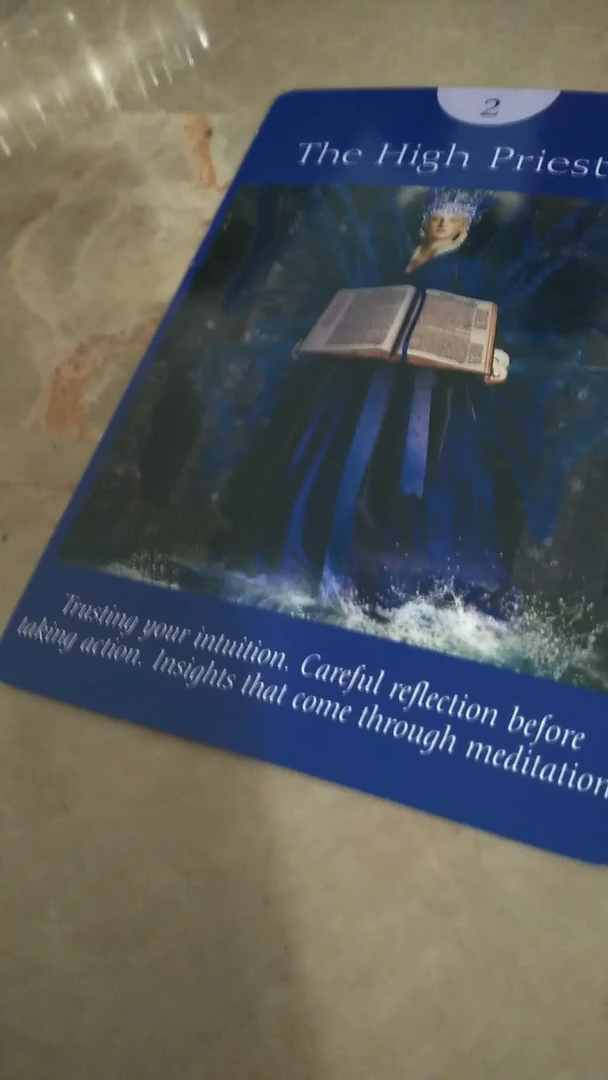 2
The High Priest
Trusting your intuition. Careful reflection before
taking action. Insights that come through meditation